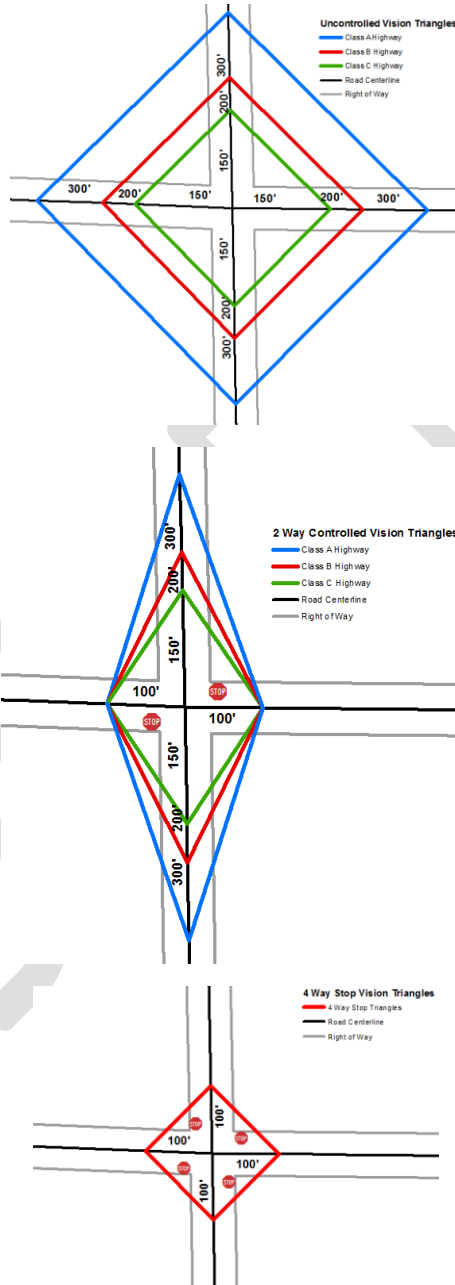 Uncontrolled Vision Triangles
Class A Highway
Class B Highway
Class C Highway
Road Centerline
Right of Way
300'
200'
150'
300'
200'
150'
150'
200'
300'
150'
200'
300'
2 Way Controlled Vision Triangles
Class A Highway
Class B Highway
Class C Highway
Road Centerline
Right of Way
300'
200'
150'
100'
STOP
STOP
100'
150'
200'
300'
4 Way Stop Vision Triangles
4 Way Stop Triangles
Road Centerline
Right of Way
100'
STOP
100'
STOP
STOP
100'
STOP
100'